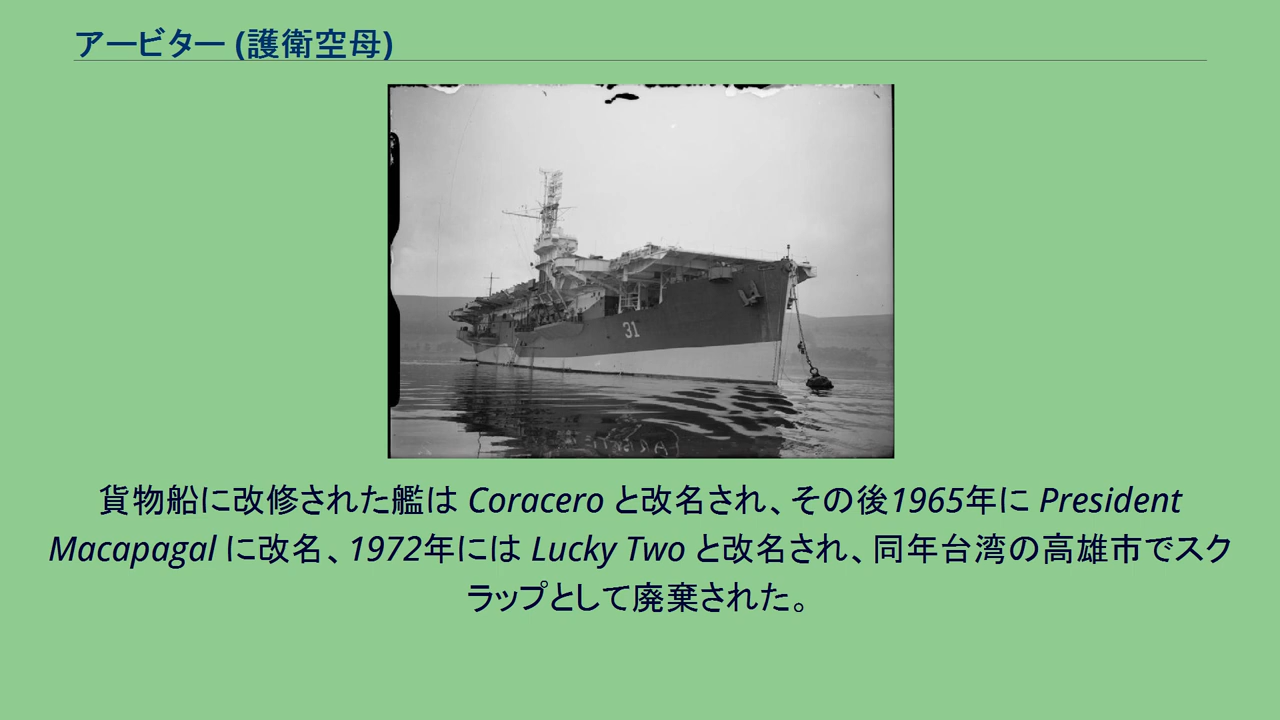 アービター (護衛空母)
31
貨物船に改修された艦は Coracero と改名され、その後1965年に President
Macapagal に改名、1972年には Lucky Two と改名され、同年台湾の高雄市でスク
ラップとして廃棄された。